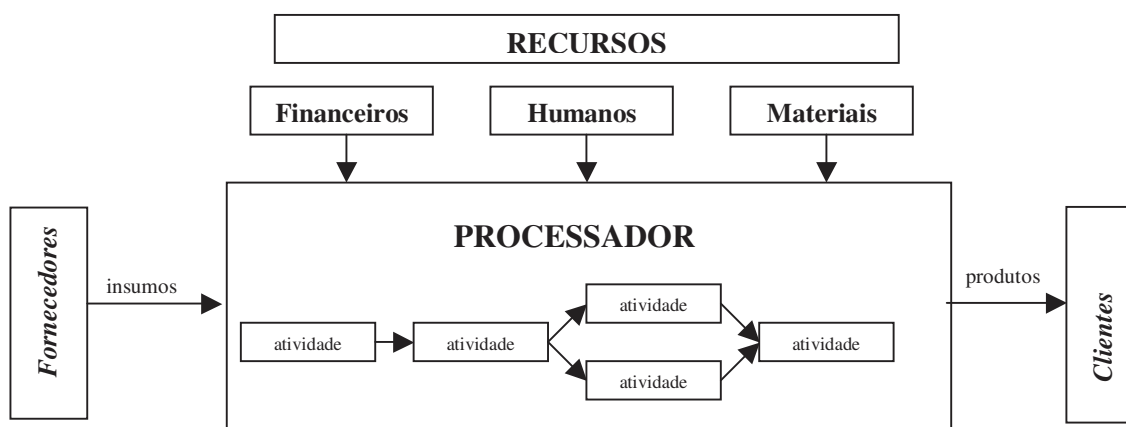 RECURSOS
Financeiros
Humanos
Materiais
Fornecedores
insumos
PROCESSADOR
atividade
atividade
atividade
atividade
atividade
produtos
Clientes